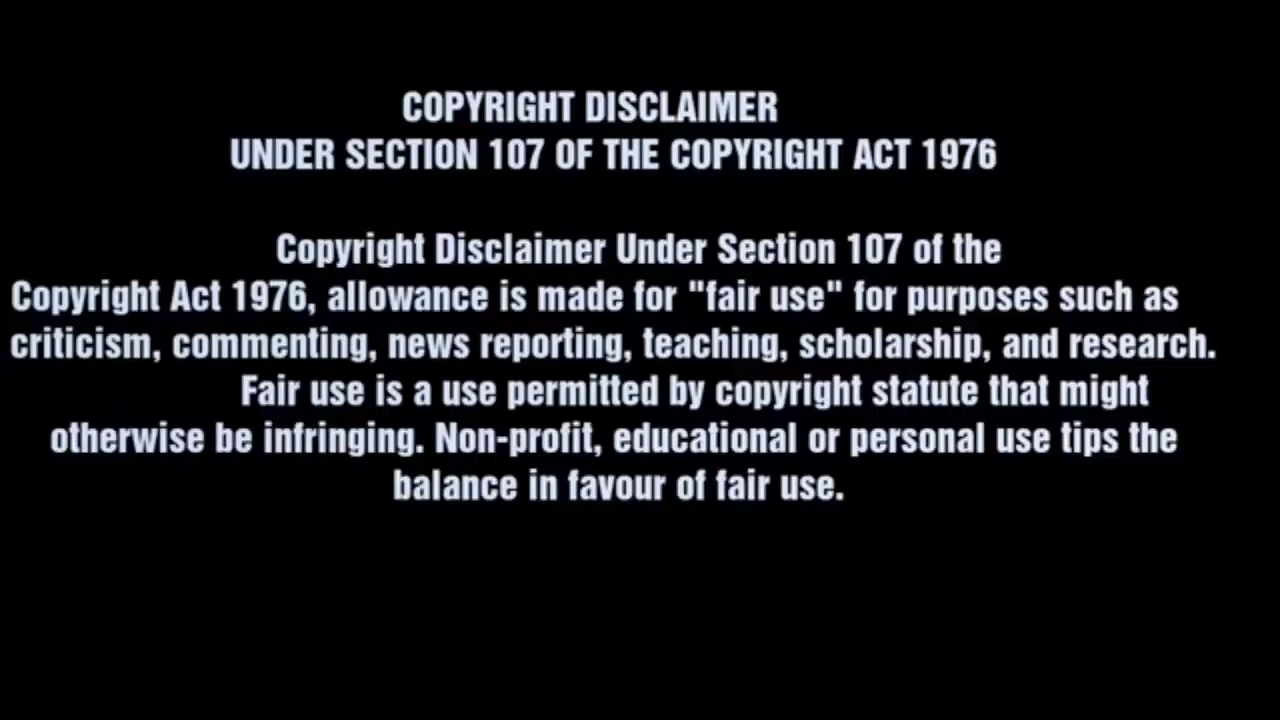 COPYRIGHT DISCLAIMER
UNDER SECTION 107 OF THE COPYRIGHT ACT 1976
Copyright Disclaimer Under Section 107 of the
Copyright Act 1976, allowance is made for "fair use" for purposes such as
criticism, commenting, news reporting, teaching, scholarship, and research.
Fair use is a use permitted by copyright statute that might
otherwise be infringing. Non-profit, educational or personal use tips the
balance in favour of fair use.